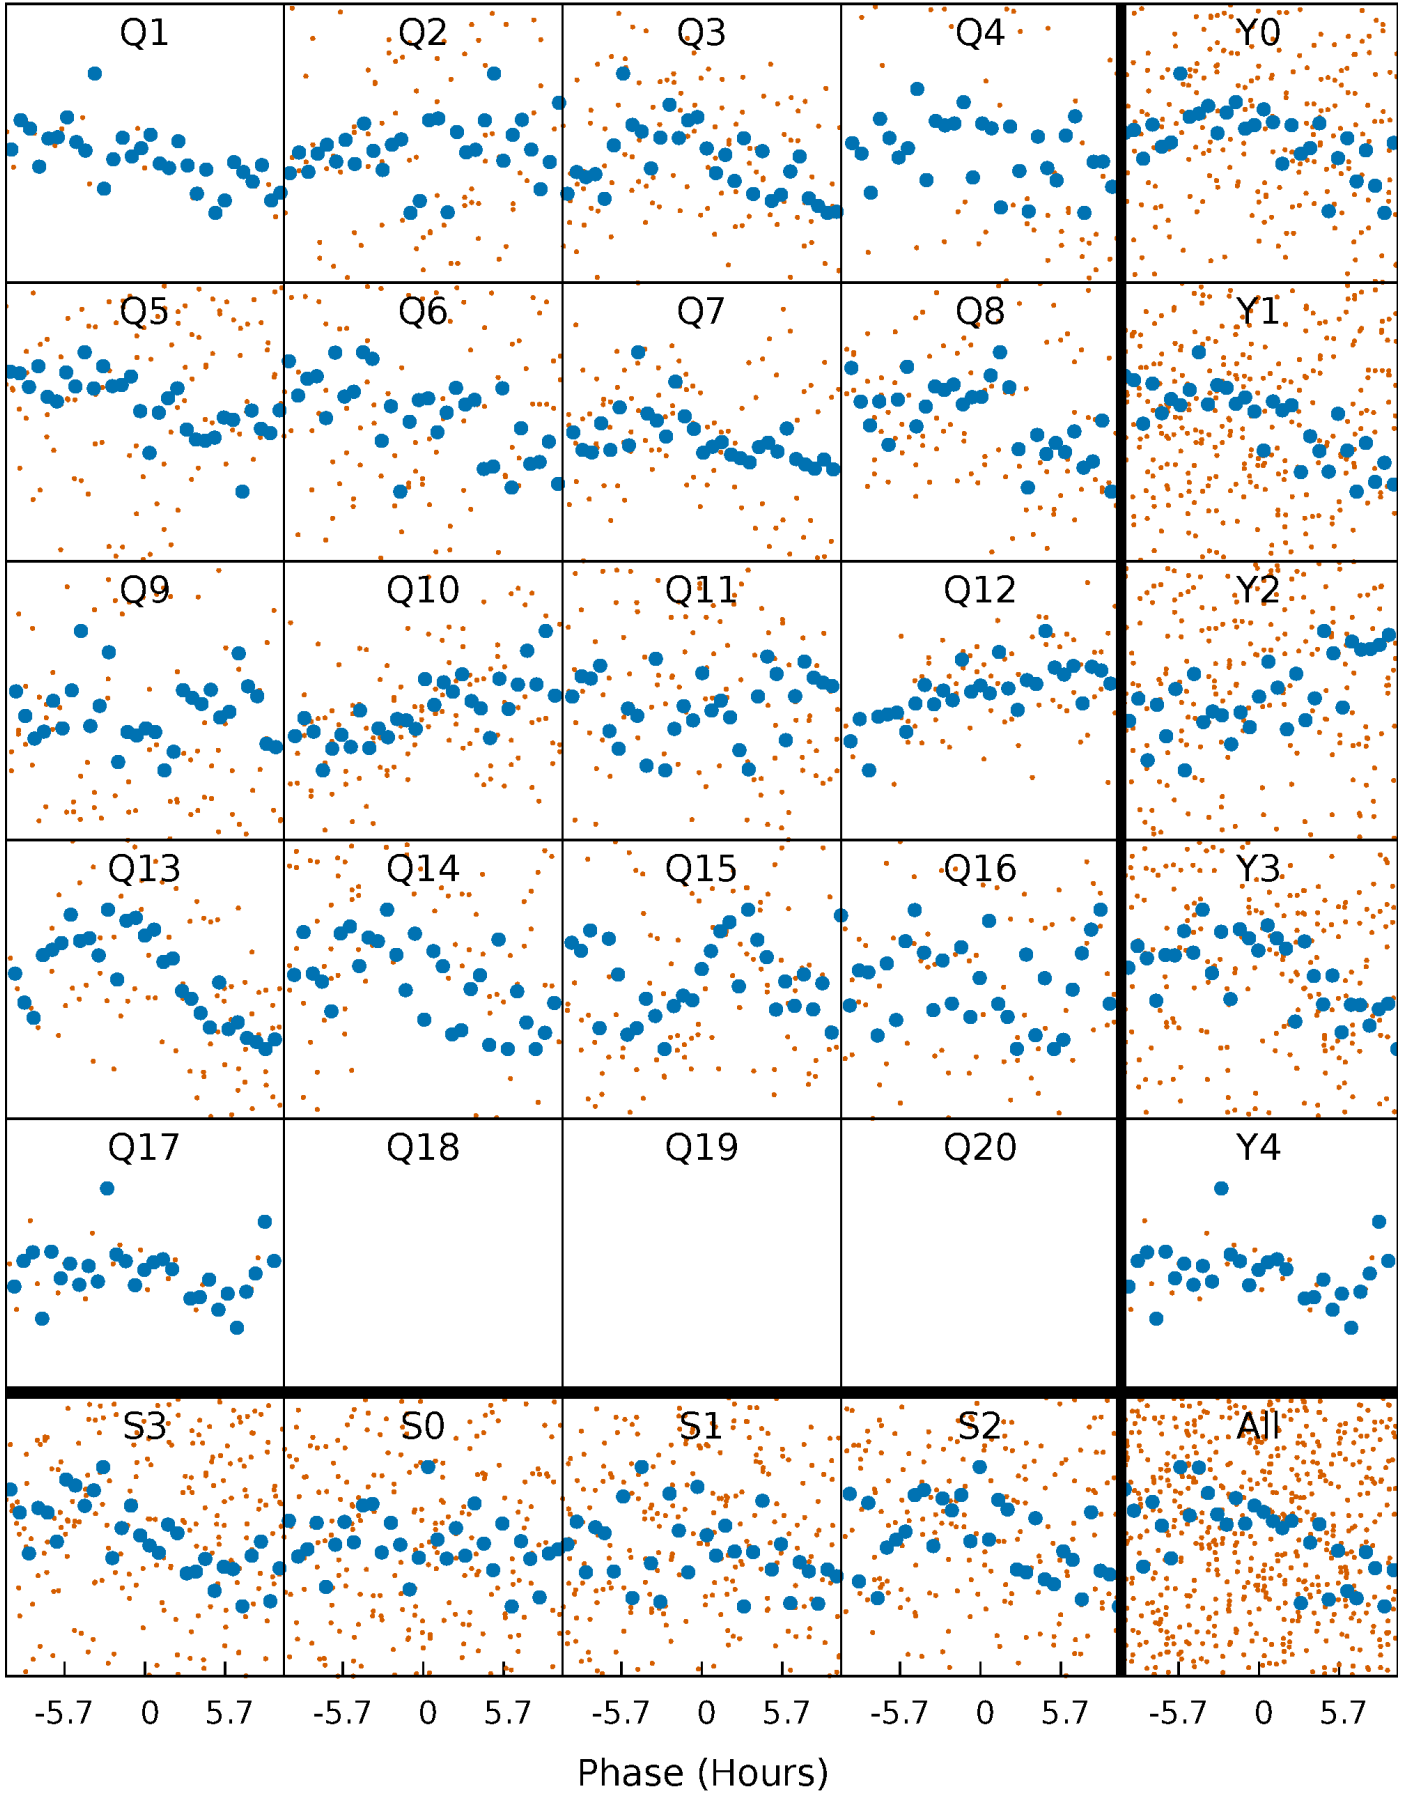 Q1 Q2 Q3 Q4 Y0
Q5 Q6 Q7 Q8 Y1
Q9 Q10 Q11 Q12 Y2
Q13 Q14 Q15 Q16 Y3
Q17 Q18 Q19 Q20 Y4
S3 S0 S1 S2 All
-5.7 0 5.7 -5.7 0 5.7 -5.7 0 5.7 -5.7 0 5.7 -5.7 0 5.7
Phase (Hours)